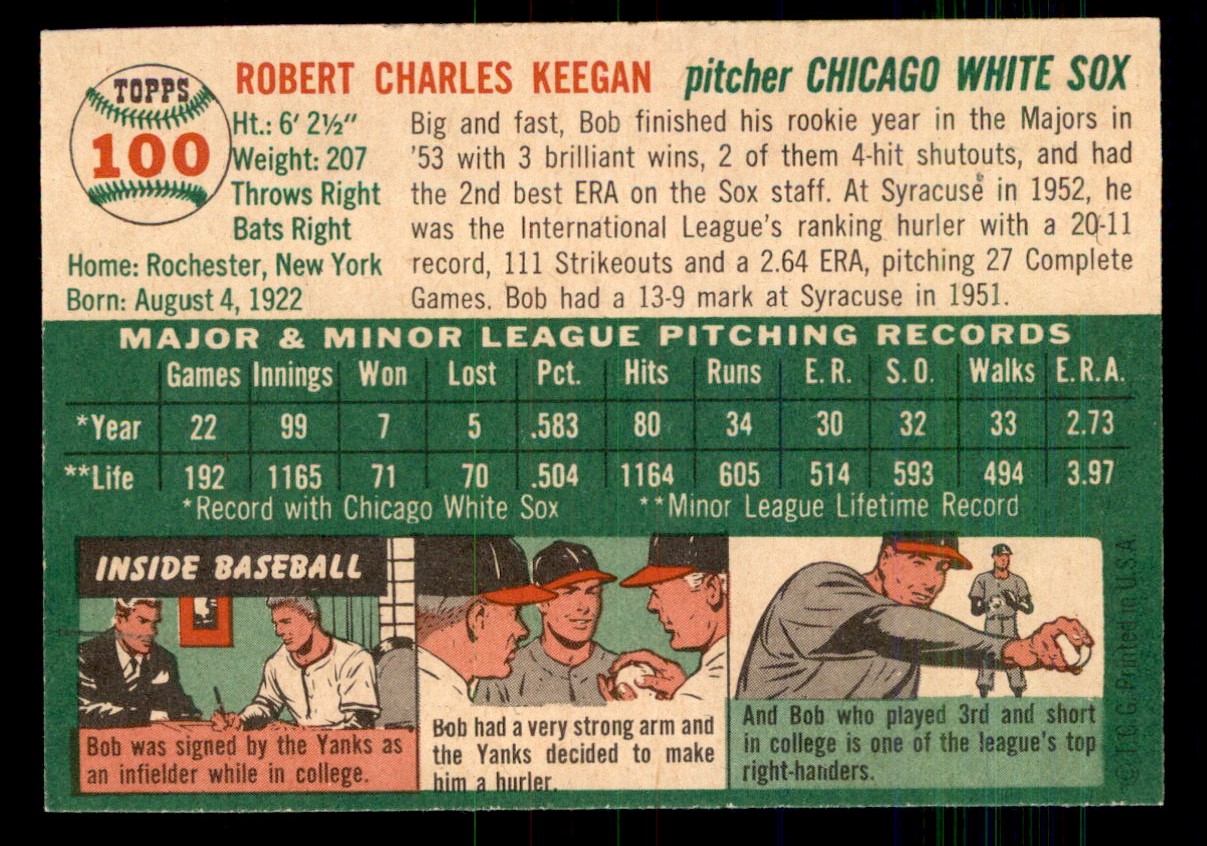 TOPPS
100
ROBERT CHARLES KEEGAN pitcher CHICAGO WHITE SOX
Ht.: 6' 2½"
Weight: 207
Throws Right
Bats Right
Home: Rochester, New York
Born: August 4, 1922
Big and fast, Bob finished his rookie year in the Majors in
'53 with 3 brilliant wins, 2 of them 4-hit shutouts, and had
the 2nd best ERA on the Sox staff. At Syracuse in 1952, he
was the International League's ranking hurler with a 20-11
record, 111 Strikeouts and a 2.64 ERA, pitching 27 Complete
Games. Bob had a 13-9 mark at Syracuse in 1951.
MAJOR & MINOR LEAGUE PITCHING RECORDS
Games Innings Won Lost Pct. Hits Runs E.R. S.O. Walks E.R.A.
*Year 22 99 7 5 .583 80 34 30 32 33 2.73
**Life 192 1165 71 70 .504 1164 605 514 593 494 3.97
*Record with Chicago White Sox **Minor League Lifetime Record
INSIDE BASEBALL
Bob was signed by the Yanks as
an infielder while in college.
Bob had a very strong arm and
the Yanks decided to make
him a hurler.
And Bob who played 3rd and short
in college is one of the league's top
right-handers.
©T.C.G. Printed in U.S.A.